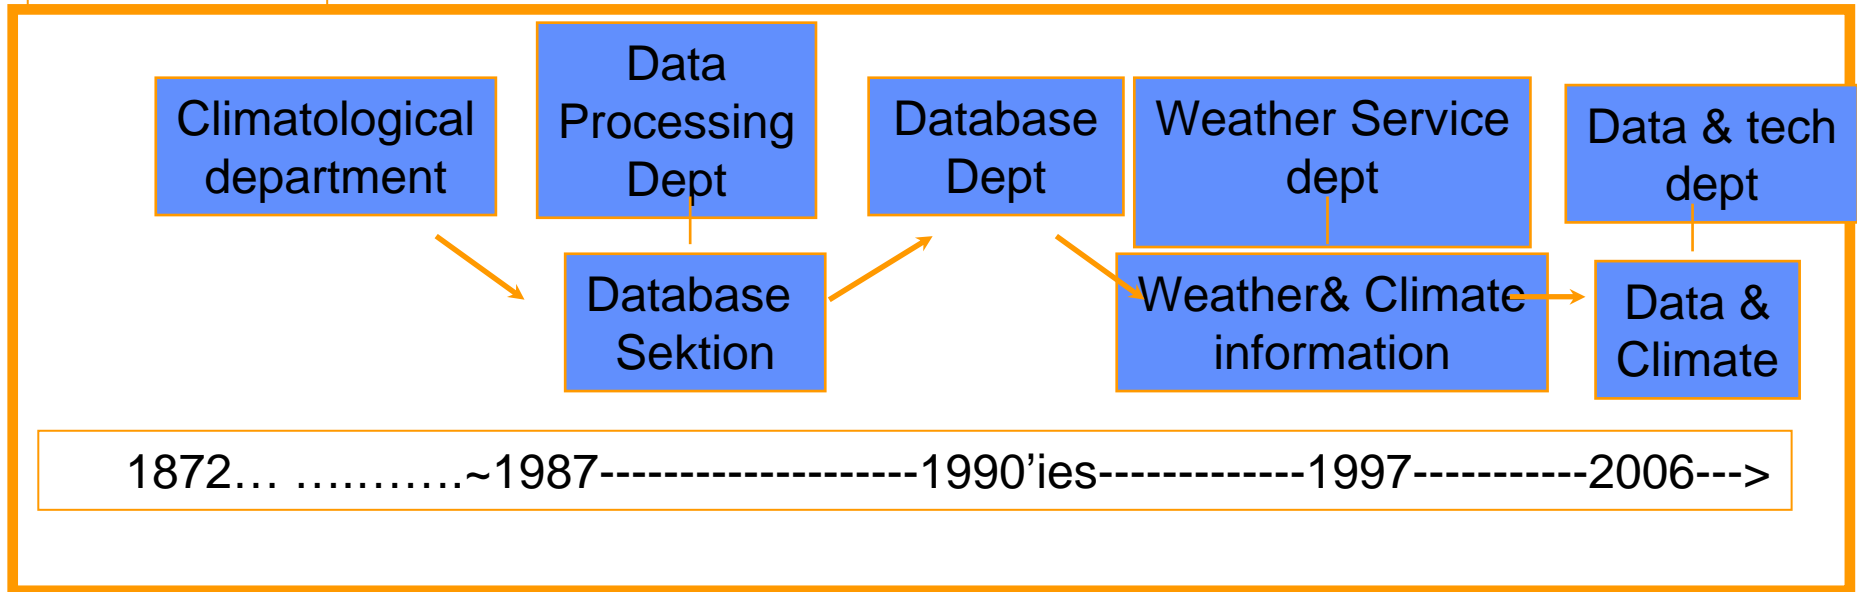 Climatological
department
Data
Processing
Dept
Database
Sektion
Database
Dept
Weather Service
dept
Weather& Climate
information
Data & tech
dept
Data &
Climate
1872… …..…….~1987--------------------1990’ies-------------1997-----------2006--->